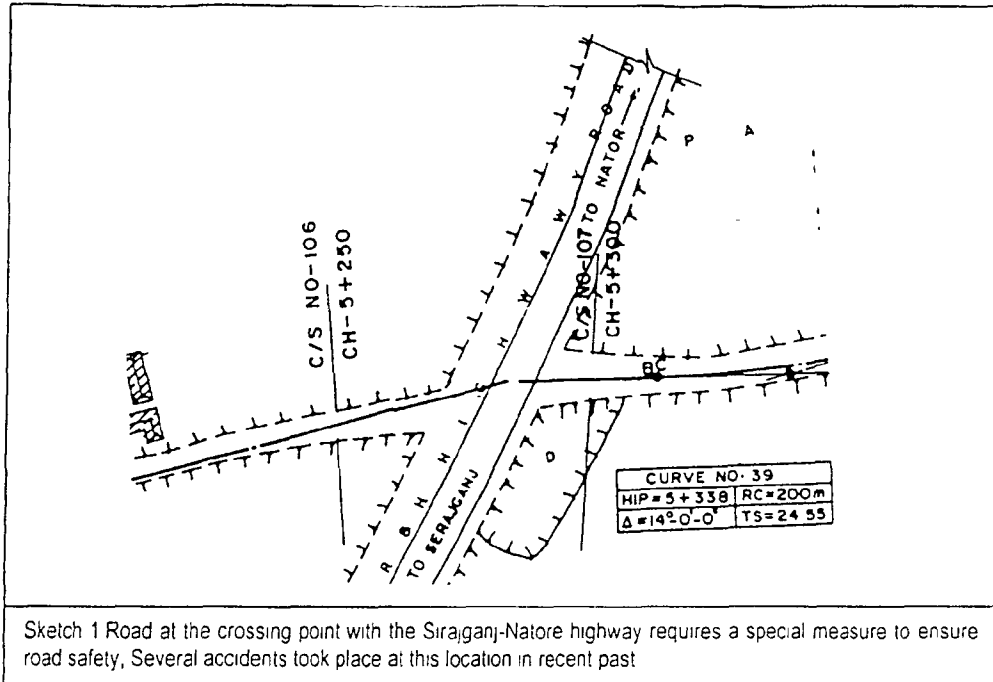 R & H HIGHWAY ROAD
TO NATOR
TO SERAJGANJ
C/S NO-106
CH-5+250
C/S NO-107
CH-5+300
P A
BC
D
CURVE NO. 39
HIP=5+338 RC=200m
Δ=14°-0'-0" TS=24.55
Sketch 1 Road at the crossing point with the Sirajganj-Natore highway requires a special measure to ensure
road safety, Several accidents took place at this location in recent past